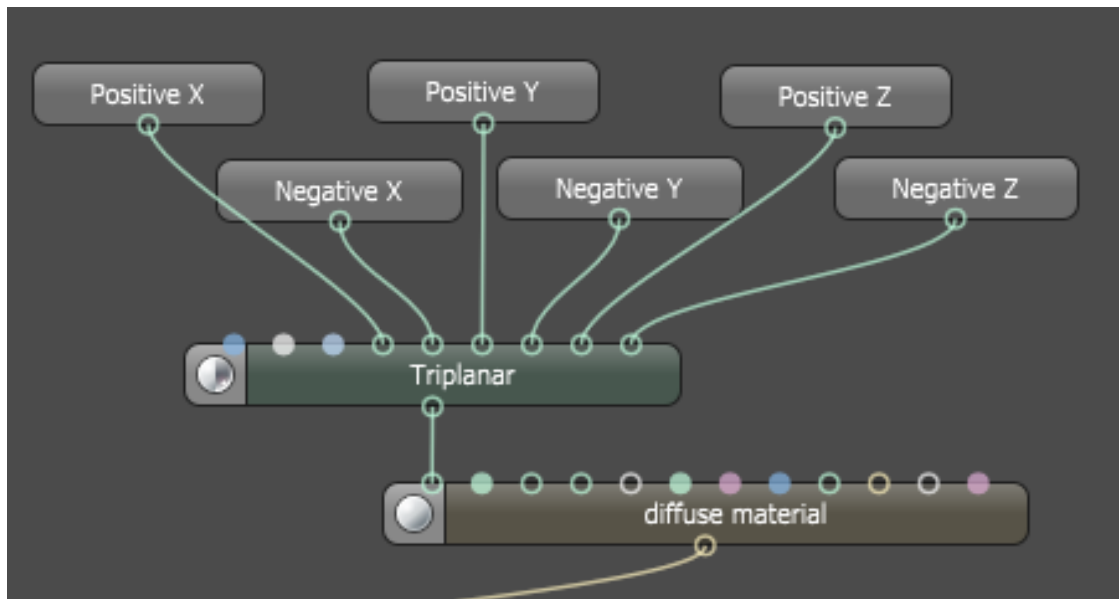 Positive X
Positive Y
Positive Z
Negative X
Negative Y
Negative Z
Triplanar
diffuse material